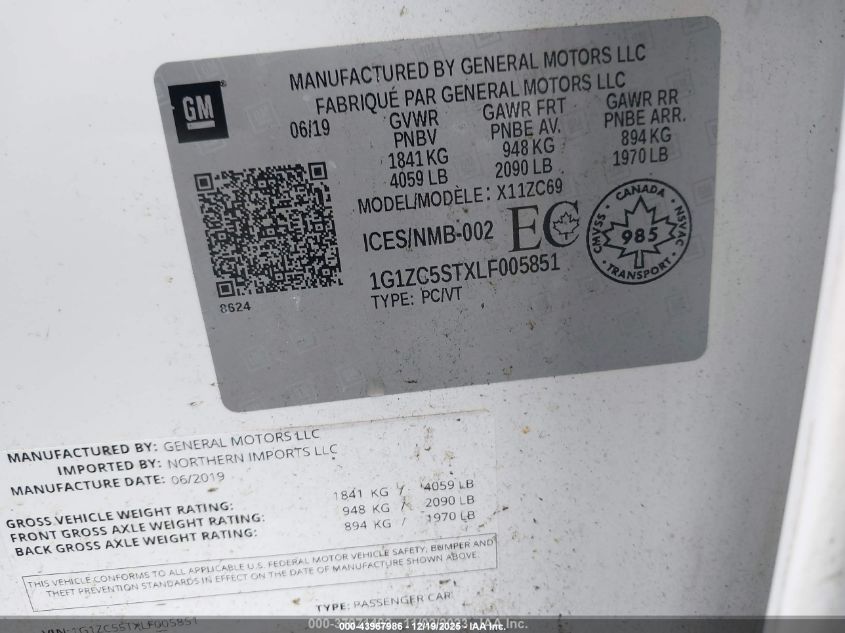 MANUFACTURED BY GENERAL MOTORS LLC
FABRIQUÉ PAR GENERAL MOTORS LLC
GM
06/19
GVWR GAWR FRT GAWR RR
PNBV PNBE AV. PNBE ARR.
1841 KG 948 KG 894 KG
4059 LB 2090 LB 1970 LB
MODEL/MODÈLE: X11ZC69
ICES/NMB-002 EC
CANADA
CMVSS 985 NSVAC
TRANSPORT
1G1ZC5STXLF005851
TYPE: PC/VT
8624
MANUFACTURED BY: GENERAL MOTORS LLC
IMPORTED BY: NORTHERN IMPORTS LLC
MANUFACTURE DATE: 06/2019
GROSS VEHICLE WEIGHT RATING: 1841 KG / 4059 LB
FRONT GROSS AXLE WEIGHT RATING: 948 KG / 2090 LB
BACK GROSS AXLE WEIGHT RATING: 894 KG / 1970 LB
THIS VEHICLE CONFORMS TO ALL APPLICABLE U.S. FEDERAL MOTOR VEHICLE SAFETY, BUMPER AND
THEFT PREVENTION STANDARDS IN EFFECT ON THE DATE OF MANUFACTURE SHOWN ABOVE.
TYPE: PASSENGER CAR
VIN: 1G1ZC5STXLF005851
43967986 - 12/19/2025 - IAA Inc.